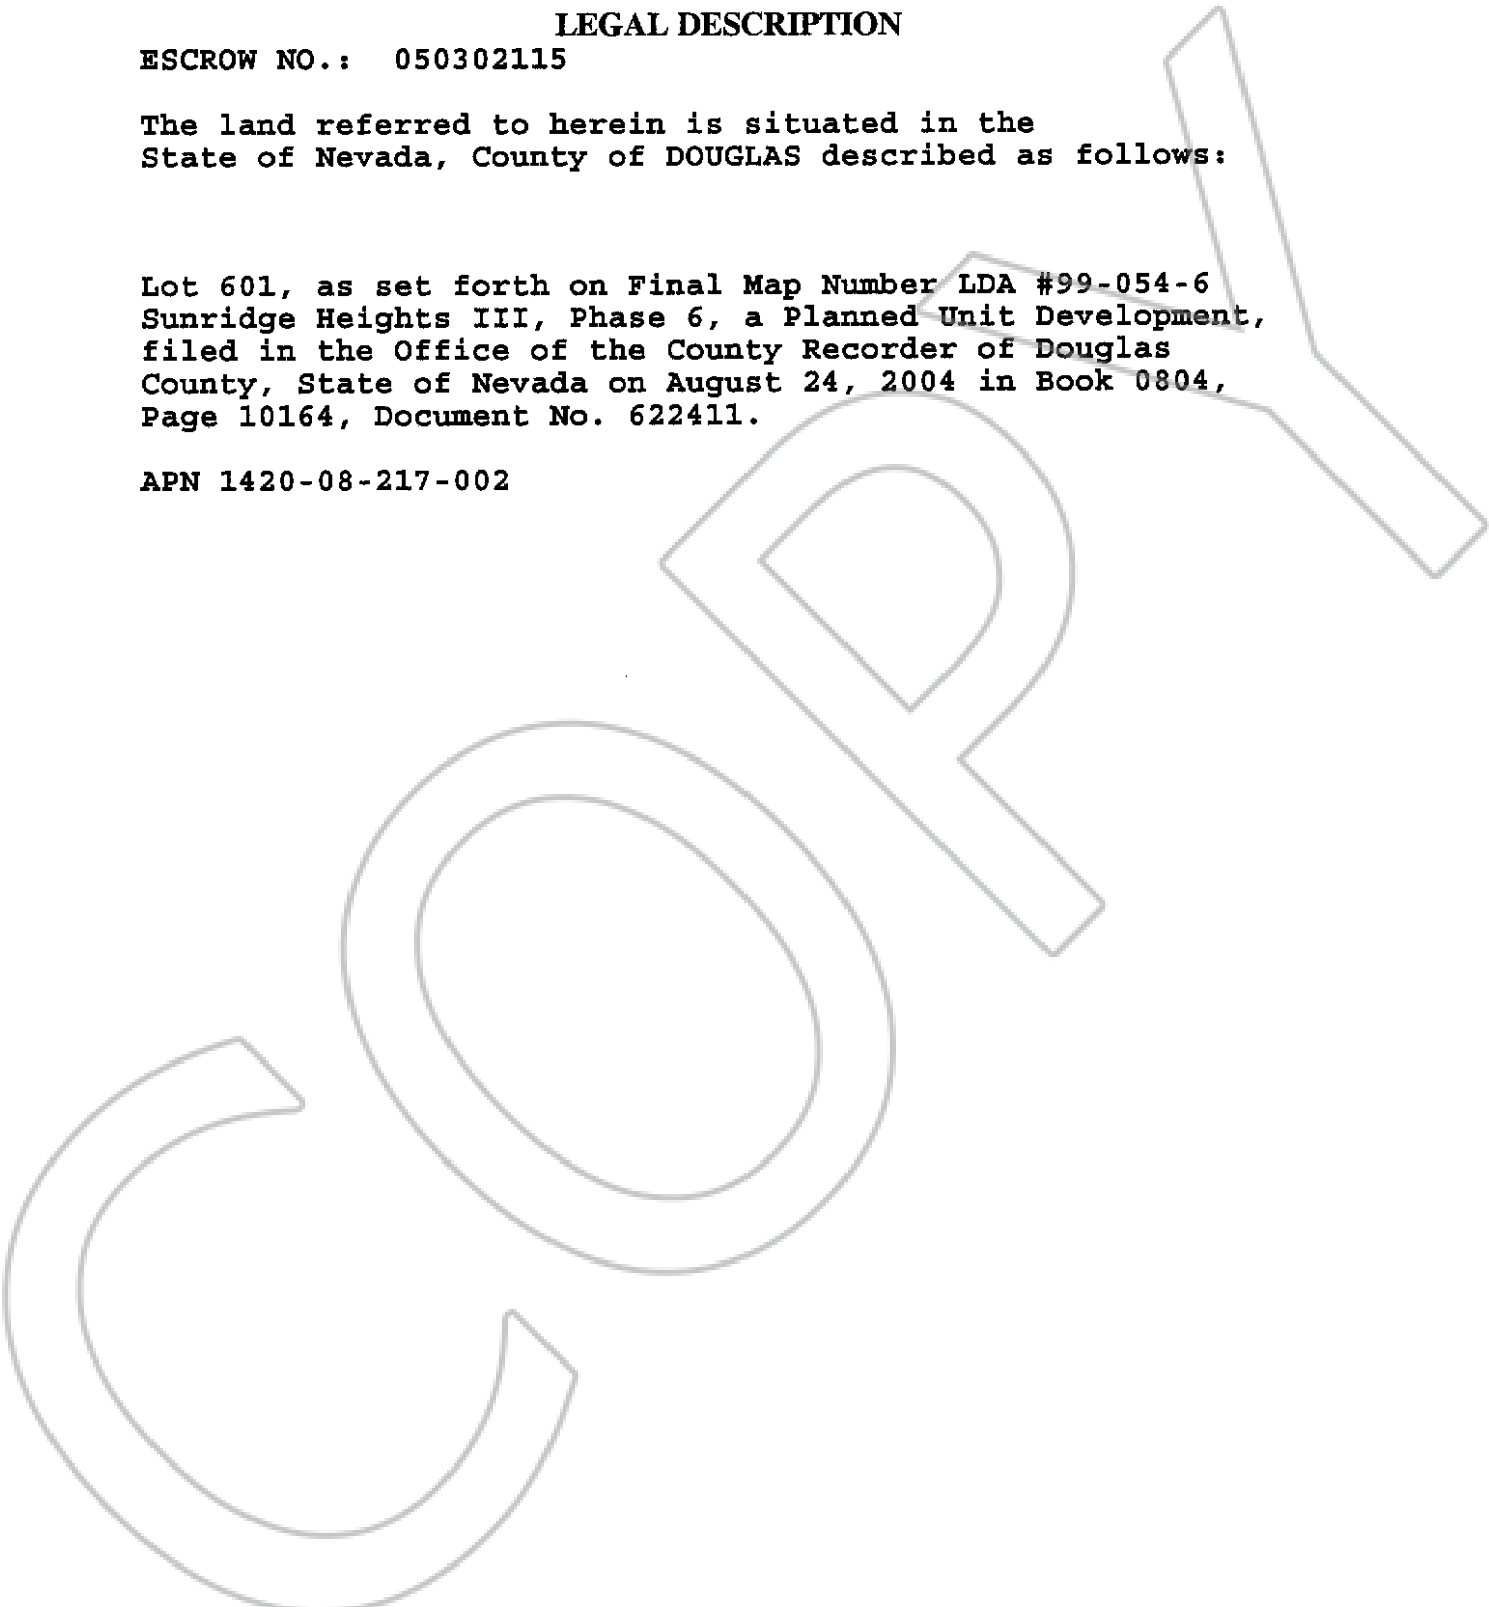 LEGAL DESCRIPTION
ESCROW NO.: 050302115
The land referred to herein is situated in the
State of Nevada, County of DOUGLAS described as follows:
Lot 601, as set forth on Final Map Number LDA #99-054-6
Sunridge Heights III, Phase 6, a Planned Unit Development,
filed in the Office of the County Recorder of Douglas
County, State of Nevada on August 24, 2004 in Book 0804,
Page 10164, Document No. 622411.
APN 1420-08-217-002
COPY